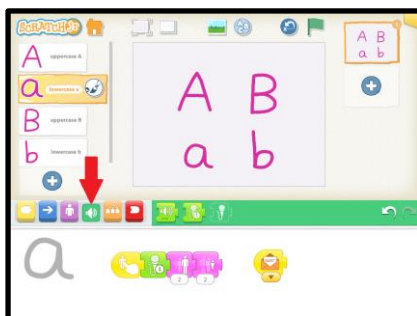 SCRATCHJr
A uppercase A
a lowercase a
B uppercase B
b lowercase b
A B
a b
A B
a b
a
2 2